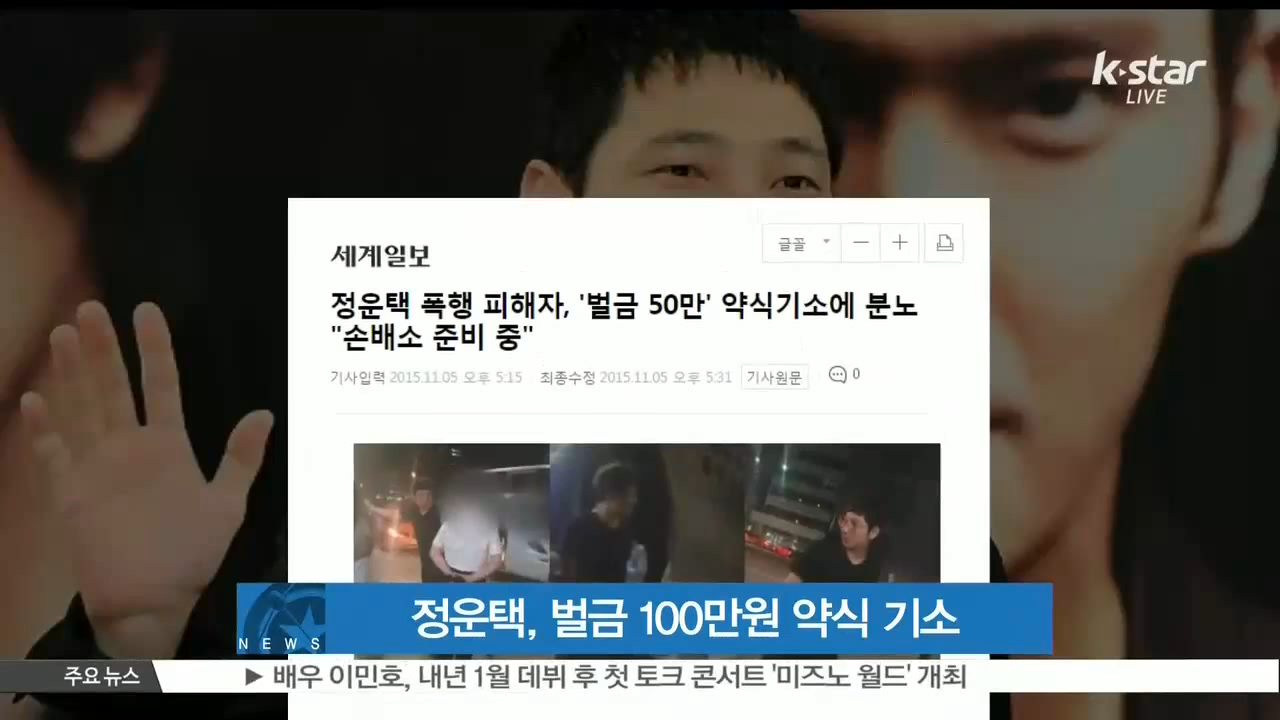 k-star
LIVE
세계일보
글꼴
정운택 폭행 피해자, '벌금 50만' 약식기소에 분노
"손배소 준비 중"
기사입력 2015.11.05 오후 5:15 최종수정 2015.11.05 오후 5:31 기사원문 0
NEWS
정운택, 벌금 100만원 약식 기소
주요뉴스
▶ 배우 이민호, 내년 1월 데뷔 후 첫 토크 콘서트 '미즈노 월드' 개최